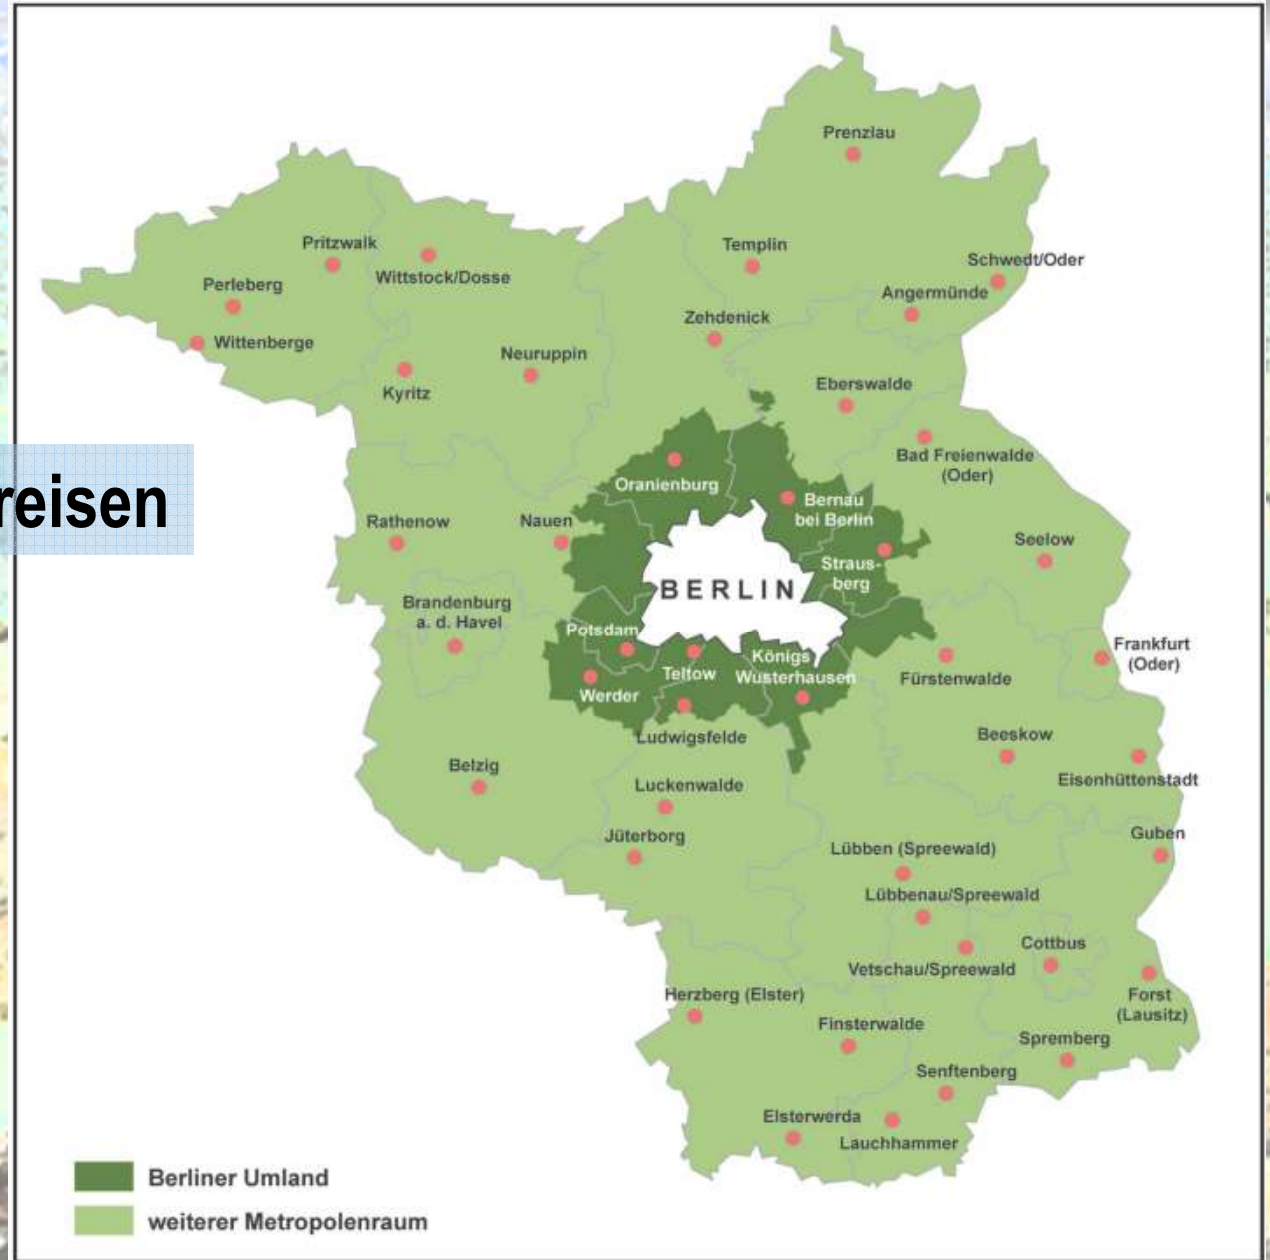 Prenzlau
Pritzwalk
Wittstock/Dosse
Templin
Schwedt/Oder
Perleberg
Angermünde
Wittenberge
Zehdenick
Neuruppin
Kyritz
Eberswalde
Bad Freienwalde
(Oder)
Oranienburg
Bernau
bei Berlin
reisen
Rathenow
Nauen
Seelow
Straus-
berg
BERLIN
Brandenburg
a. d. Havel
Potsdam
Frankfurt
(Oder)
Königs
Wusterhausen
Teltow
Fürstenwalde
Werder
Ludwigsfelde
Beeskow
Belzig
Eisenhüttenstadt
Luckenwalde
Jüterborg
Guben
Lübben (Spreewald)
Lübbenau/Spreewald
Cottbus
Vetschau/Spreewald
Herzberg (Elster)
Forst
(Lausitz)
Finsterwalde
Spremberg
Senftenberg
Elsterwerda
Lauchhammer
Berliner Umland
weiterer Metropolenraum